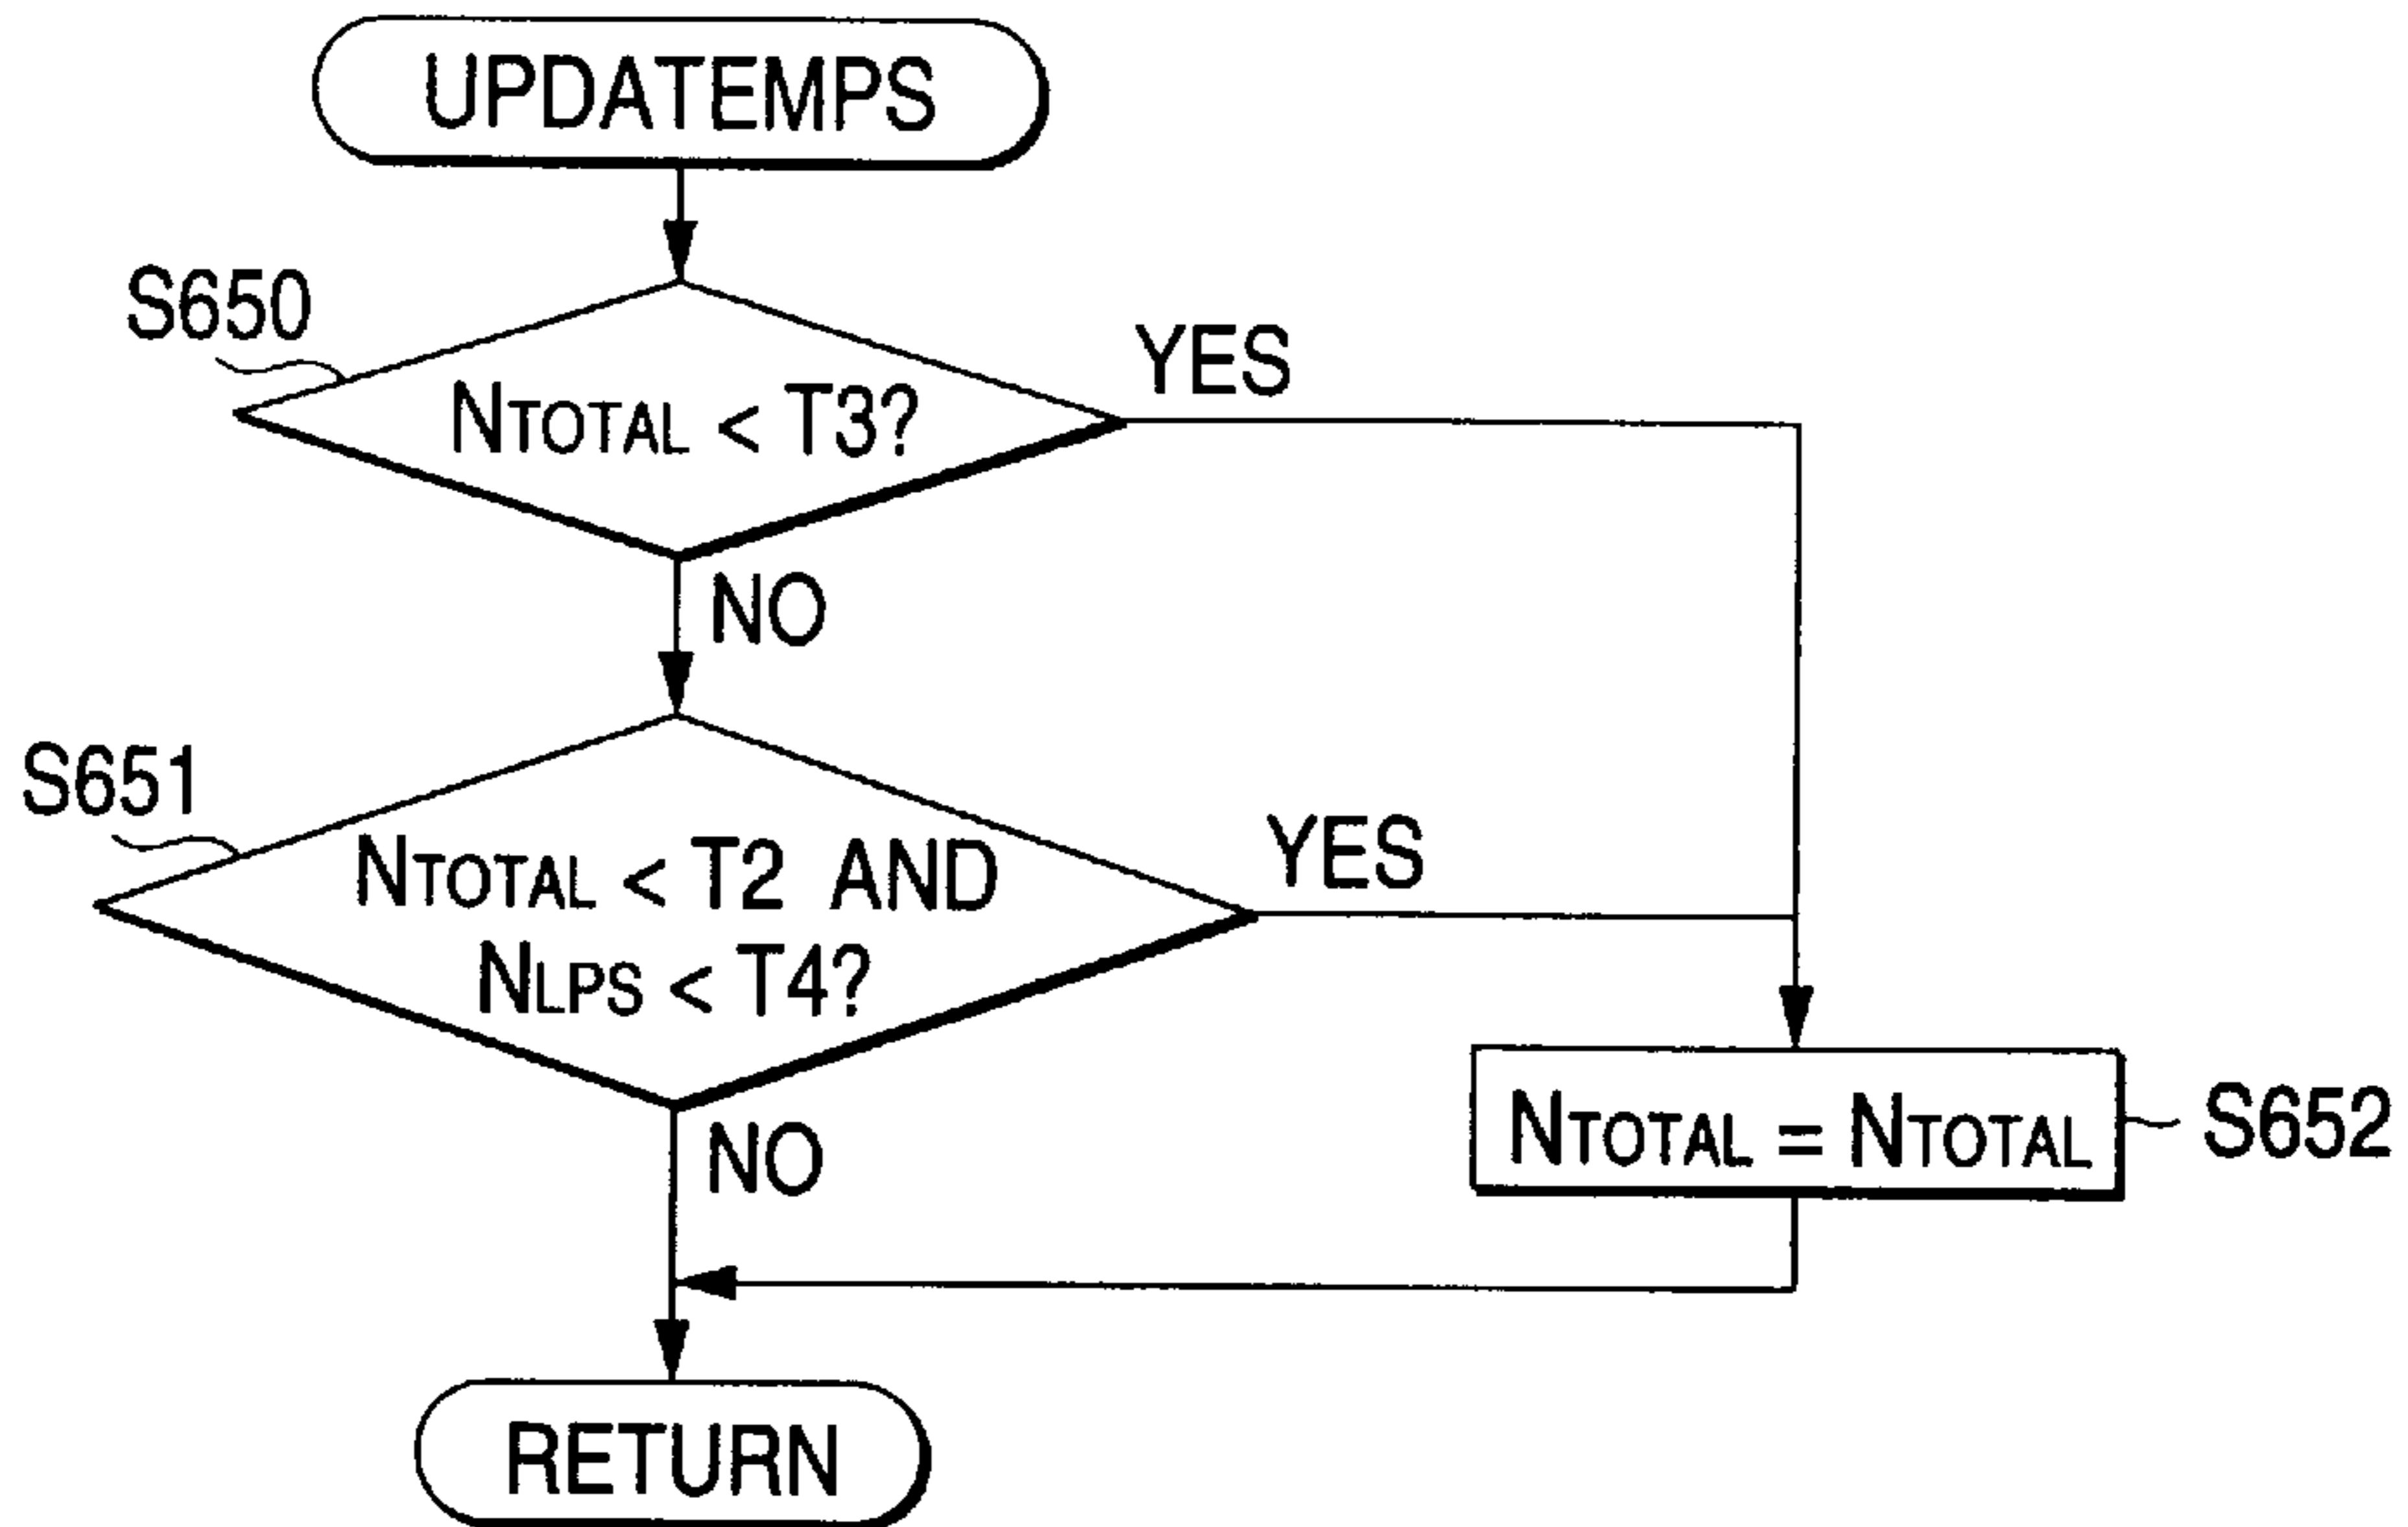 UPDATEMPS
S650
YES
NTOTAL < T3?
NO
S651
YES
NTOTAL < T2 AND
NLPS < T4?
NTOTAL = NTOTAL
S652
NO
RETURN